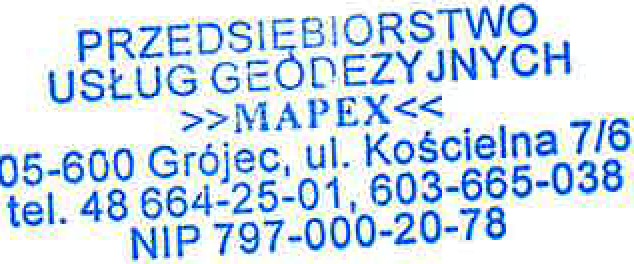 PRZEDSIĘBIORSTWO
USŁUG GEODEZYJNYCH
>>MAPEX<<
05-600 Grójec, ul. Kościelna 7/6
tel. 48 664-25-01, 603-665-038
NIP 797-000-20-78